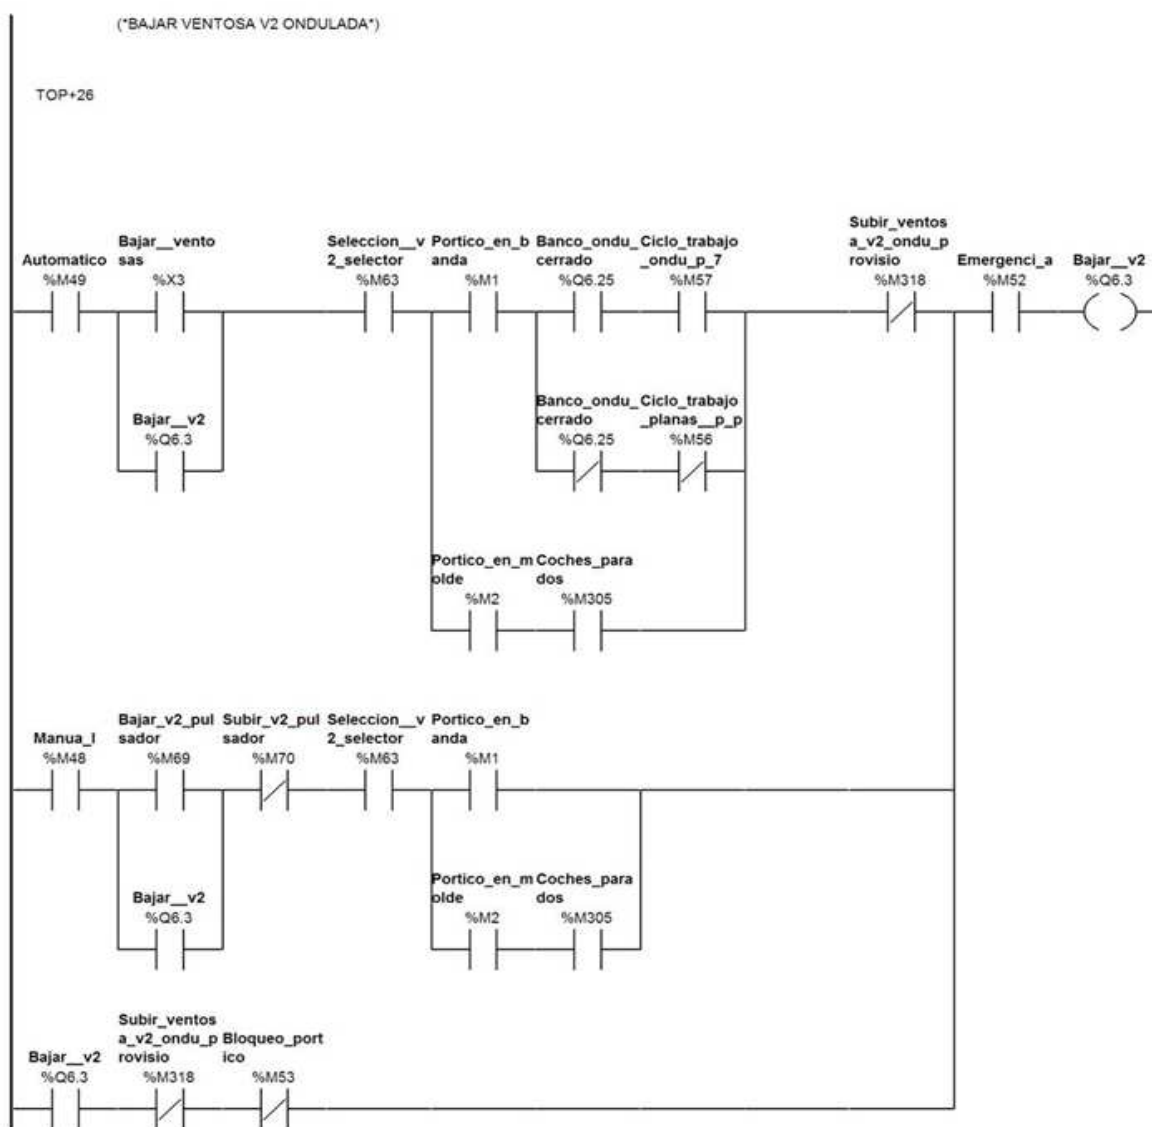 (*BAJAR VENTOSA V2 ONDULADA*)
TOP+26
Subir_ventos
Bajar__vento Seleccion__v Portico_en_b Banco_ondu_ Ciclo_trabajo a_v2_ondu_p
Automatico sas 2_selector anda cerrado _ondu_p_7 rovisio Emergenci_a Bajar__v2
%M49 %X3 %M63 %M1 %Q6.25 %M57 %M318 %M52 %Q6.3
Banco_ondu_ Ciclo_trabajo
Bajar__v2 cerrado _planas__p_p
%Q6.3 %Q6.25 %M56
Portico_en_m Coches_para
olde dos
%M2 %M305
Bajar_v2_pul Subir_v2_pul Seleccion__v Portico_en_b
Manua_l sador sador 2_selector anda
%M48 %M69 %M70 %M63 %M1
Portico_en_m Coches_para
Bajar__v2 olde dos
%Q6.3 %M2 %M305
Subir_ventos
a_v2_ondu_p Bloqueo_port
Bajar__v2 rovisio ico
%Q6.3 %M318 %M53